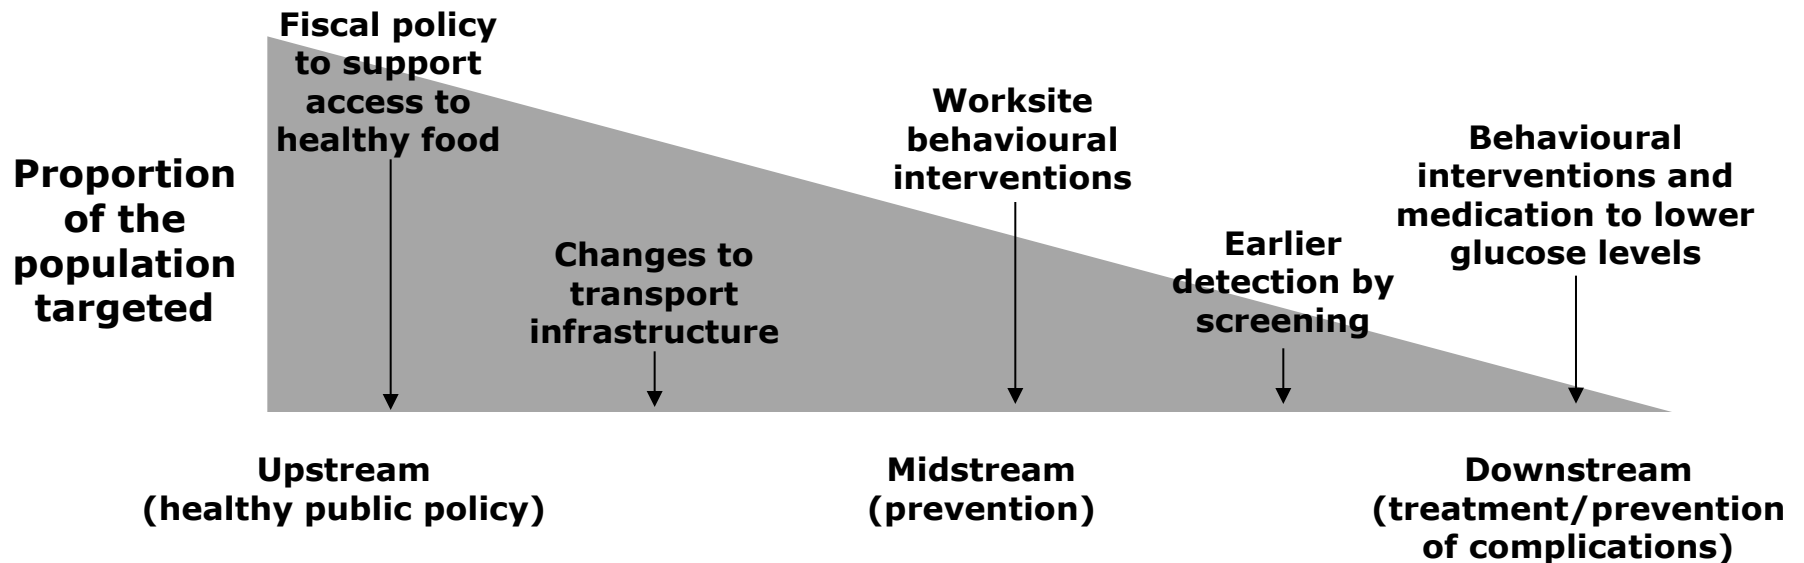 Fiscal policy
to support
access to
healthy food
Proportion
of the
population
targeted
Changes to
transport
infrastructure
Worksite
behavioural
interventions
Earlier
detection by
screening
Behavioural
interventions and
medication to lower
glucose levels
Upstream
(healthy public policy)
Midstream
(prevention)
Downstream
(treatment/prevention
of complications)